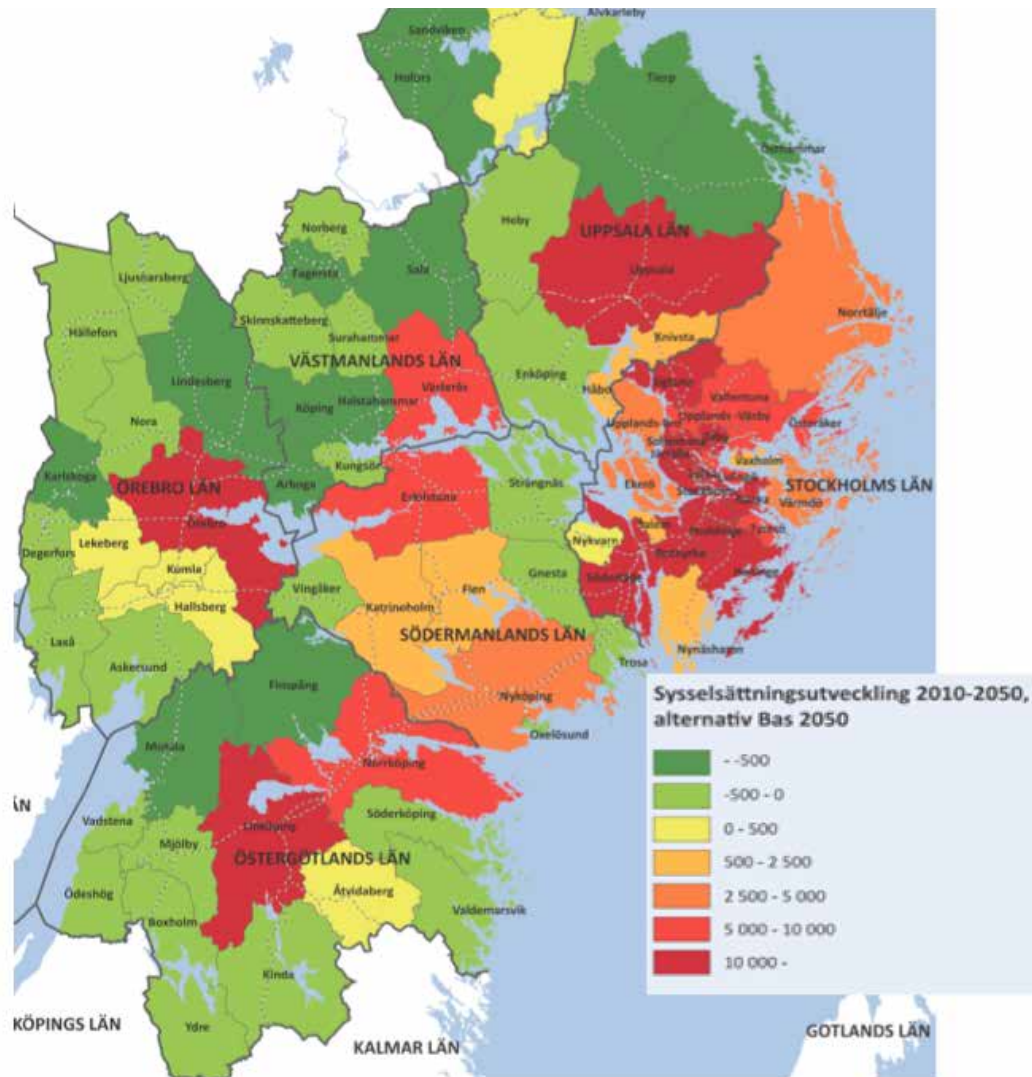 Älvkarleby
Sandviken
Hofors
Tierp
Östhammar
Heby
Norberg
UPPSALA LÄN
Uppsala
Fagersta
Sala
Ljusnarsberg
Skinnskatteberg
Surahammar
Hällefors
Norrtälje
Knivsta
VÄSTMANLANDS LÄN
Enköping
Lindesberg
Västerås
Håbo
Vallentuna
Köping
Hallstahammar
Upplands-Bro
Upplands-Väsby
Österåker
Nora
Kungsör
Vaxholm
Karlskoga
Arboga
Strängnäs
Ekerö
STOCKHOLMS LÄN
ÖREBRO LÄN
Eskilstuna
Värmdö
Örebro
Salem
Lekeberg
Nykvarn
Degerfors
Kumla
Gnesta
Södertälje
Flen
Vingåker
Hallsberg
Katrineholm
Laxå
SÖDERMANLANDS LÄN
Askersund
Trosa
Nynäshamn
Finspång
Nyköping
Oxelösund
Motala
Norrköping
Söderköping
Vadstena
Linköping
Mjölby
ÖSTERGÖTLANDS LÄN
Ödeshög
Åtvidaberg
Boxholm
Valdemarsvik
Kinda
Ydre
KÖPINGS LÄN
KALMAR LÄN
GOTLANDS LÄN
Sysselsättningsutveckling 2010-2050,
alternativ Bas 2050
- -500
-500 - 0
0 - 500
500 - 2 500
2 500 - 5 000
5 000 - 10 000
10 000 -